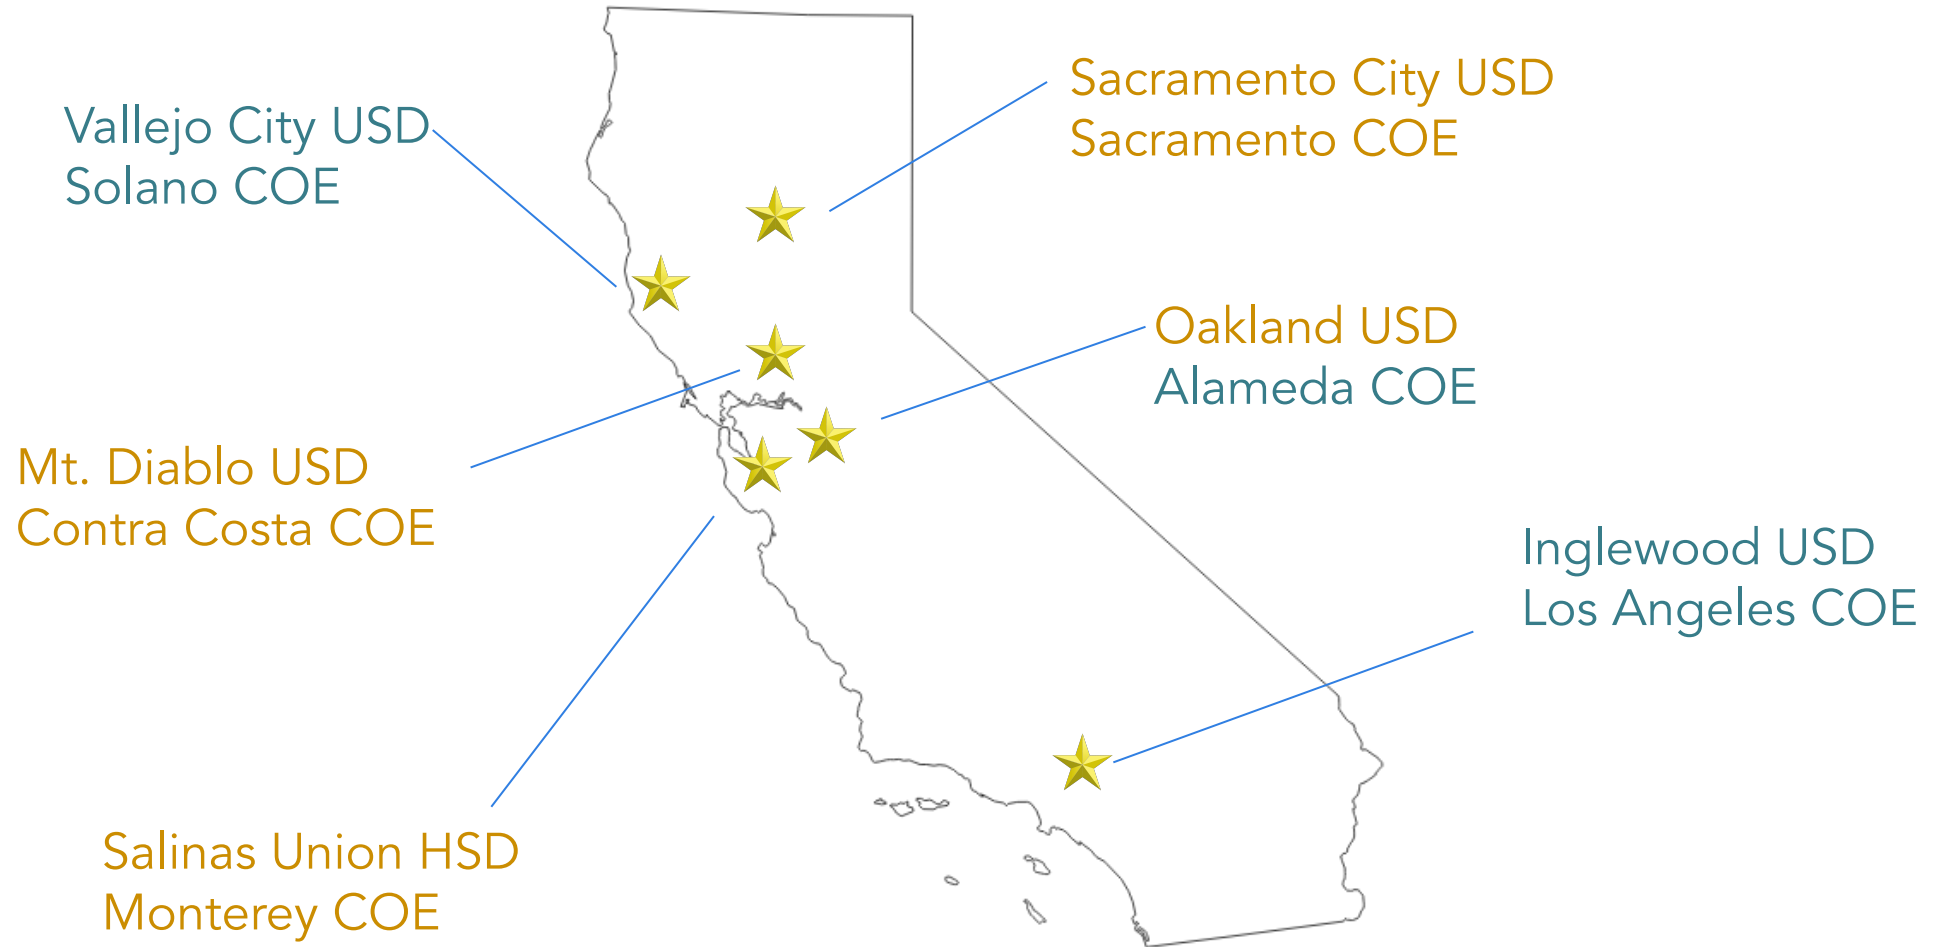 Sacramento City USD
Sacramento COE
Vallejo City USD
Solano COE
Oakland USD
Alameda COE
Mt. Diablo USD
Contra Costa COE
Inglewood USD
Los Angeles COE
Salinas Union HSD
Monterey COE